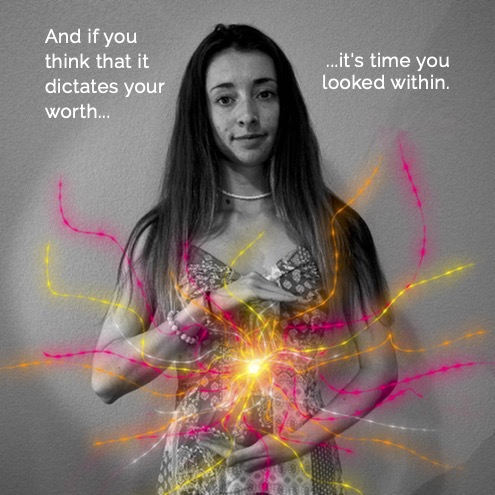 And if you
think that it
dictates your
worth...
...it's time you
looked within.